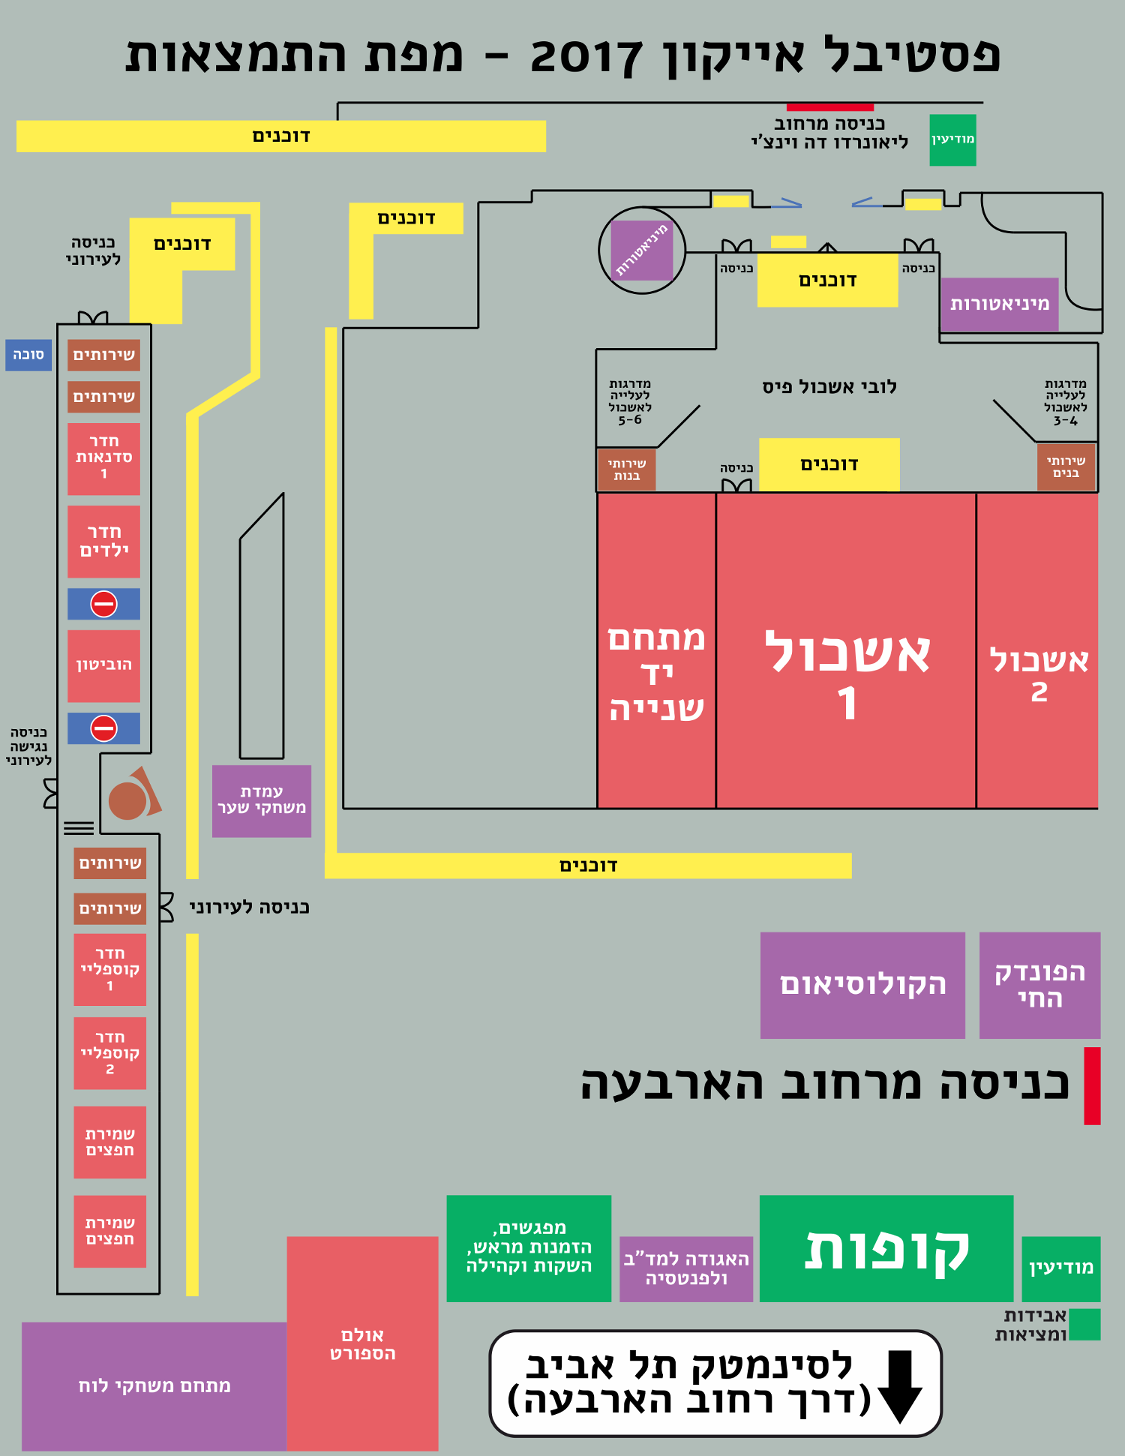 פסטיבל אייקון 2017 - מפת התמצאות
כניסה מרחוב
ליאונרדו דה וינצ'י
מודיעין
דוכנים
דוכנים
דוכנים
כניסה
לעירוני
מיניאטורות
כניסה
דוכנים
כניסה
מיניאטורות
סוכה
שירותים
שירותים
חדר
סדנאות
1
חדר
ילדים
הוביטון
כניסה
נגישה
לעירוני
מדרגות
לעלייה
לאשכול
5-6
לובי אשכול פיס
מדרגות
לעלייה
לאשכול
3-4
שירותי
בנות
כניסה
דוכנים
שירותי
בנים
מתחם
יד
שנייה
אשכול
1
אשכול
2
עמדת
משחקי שער
דוכנים
שירותים
שירותים
כניסה לעירוני
חדר
קוספליי
1
חדר
קוספליי
2
שמירת
חפצים
שמירת
חפצים
הקולוסיאום
הפונדק
החי
כניסה מרחוב הארבעה
מפגשים,
הזמנות מראש,
השקות וקהילה
האגודה למד"ב
ולפנטסיה
קופות
מודיעין
אבידות
ומציאות
אולם
הספורט
מתחם משחקי לוח
לסינמטק תל אביב
(דרך רחוב הארבעה)